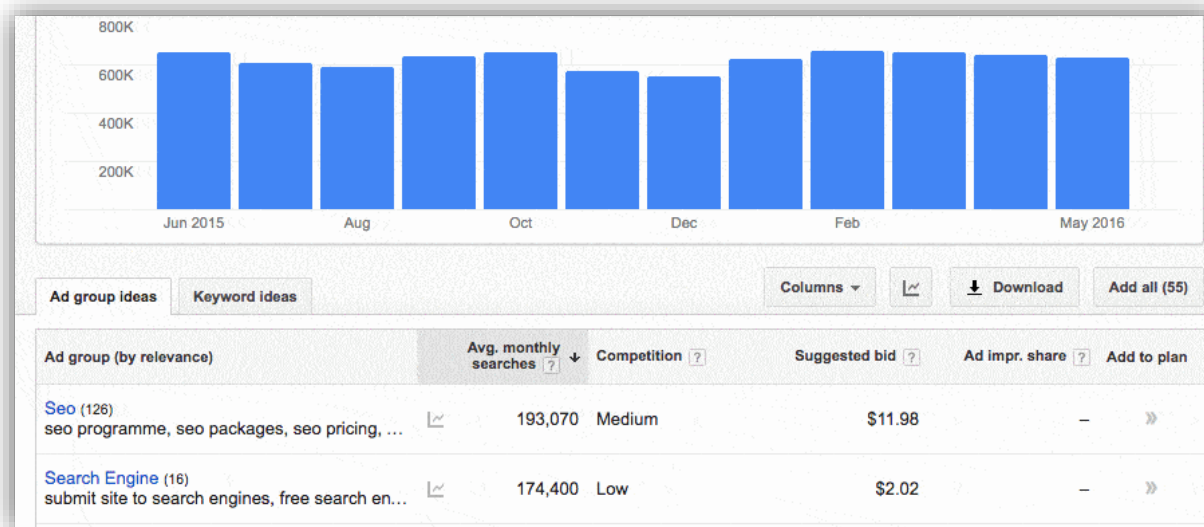 800K
600K
400K
200K
Jun 2015 Aug Oct Dec Feb May 2016
Ad group ideas Keyword ideas Columns Download Add all (55)
Ad group (by relevance) Avg. monthly searches ? Competition ? Suggested bid ? Ad impr. share ? Add to plan
Seo (126)
seo programme, seo packages, seo pricing, ... 193,070 Medium $11.98 – »
Search Engine (16)
submit site to search engines, free search en... 174,400 Low $2.02 – »